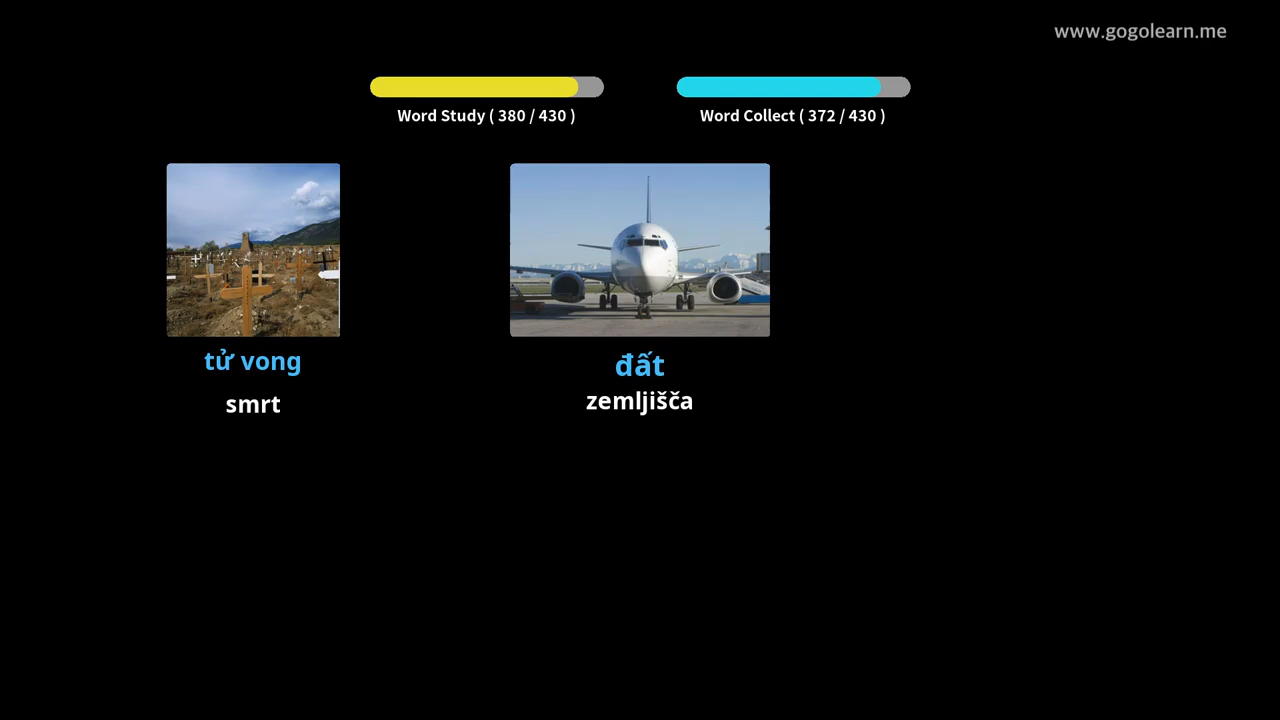 www.gogolearn.me
Word Study ( 380 / 430 )
Word Collect ( 372 / 430 )
tử vong
smrt
đất
zemljišča